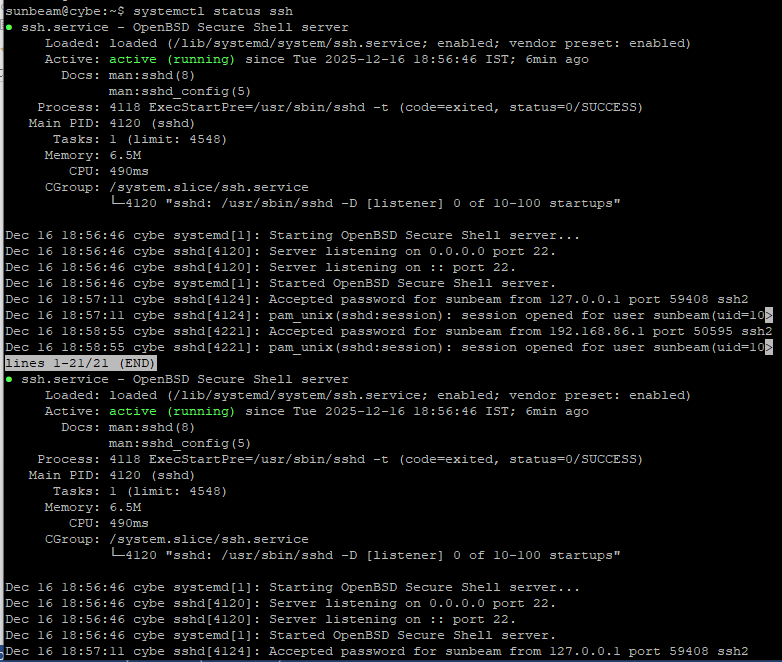 sunbeam@cybe:~$ systemctl status ssh
● ssh.service - OpenBSD Secure Shell server
     Loaded: loaded (/lib/systemd/system/ssh.service; enabled; vendor preset: enabled)
     Active: active (running) since Tue 2025-12-16 18:56:46 IST; 6min ago
       Docs: man:sshd(8)
             man:sshd_config(5)
    Process: 4118 ExecStartPre=/usr/sbin/sshd -t (code=exited, status=0/SUCCESS)
   Main PID: 4120 (sshd)
      Tasks: 1 (limit: 4548)
     Memory: 6.5M
        CPU: 490ms
     CGroup: /system.slice/ssh.service
             └─4120 "sshd: /usr/sbin/sshd -D [listener] 0 of 10-100 startups"

Dec 16 18:56:46 cybe systemd[1]: Starting OpenBSD Secure Shell server...
Dec 16 18:56:46 cybe sshd[4120]: Server listening on 0.0.0.0 port 22.
Dec 16 18:56:46 cybe sshd[4120]: Server listening on :: port 22.
Dec 16 18:56:46 cybe systemd[1]: Started OpenBSD Secure Shell server.
Dec 16 18:57:11 cybe sshd[4124]: Accepted password for sunbeam from 127.0.0.1 port 59408 ssh2
Dec 16 18:57:11 cybe sshd[4124]: pam_unix(sshd:session): session opened for user sunbeam(uid=10>
Dec 16 18:58:55 cybe sshd[4221]: Accepted password for sunbeam from 192.168.86.1 port 50595 ssh2
Dec 16 18:58:55 cybe sshd[4221]: pam_unix(sshd:session): session opened for user sunbeam(uid=10>
lines 1-21/21 (END)
● ssh.service - OpenBSD Secure Shell server
     Loaded: loaded (/lib/systemd/system/ssh.service; enabled; vendor preset: enabled)
     Active: active (running) since Tue 2025-12-16 18:56:46 IST; 6min ago
       Docs: man:sshd(8)
             man:sshd_config(5)
    Process: 4118 ExecStartPre=/usr/sbin/sshd -t (code=exited, status=0/SUCCESS)
   Main PID: 4120 (sshd)
      Tasks: 1 (limit: 4548)
     Memory: 6.5M
        CPU: 490ms
     CGroup: /system.slice/ssh.service
             └─4120 "sshd: /usr/sbin/sshd -D [listener] 0 of 10-100 startups"

Dec 16 18:56:46 cybe systemd[1]: Starting OpenBSD Secure Shell server...
Dec 16 18:56:46 cybe sshd[4120]: Server listening on 0.0.0.0 port 22.
Dec 16 18:56:46 cybe sshd[4120]: Server listening on :: port 22.
Dec 16 18:56:46 cybe systemd[1]: Started OpenBSD Secure Shell server.
Dec 16 18:57:11 cybe sshd[4124]: Accepted password for sunbeam from 127.0.0.1 port 59408 ssh2